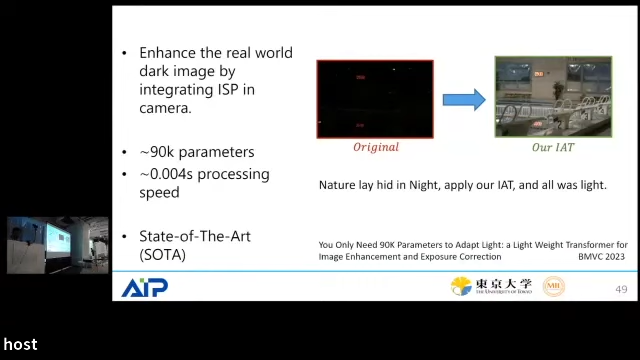 • Enhance the real world
dark image by
integrating ISP in
camera.
• ~90k parameters
• ~0.004s processing
speed
• State-of-The-Art
(SOTA)
Original
Our IAT
Nature lay hid in Night, apply our IAT, and all was light.
You Only Need 90K Parameters to Adapt Light: a Light Weight Transformer for
Image Enhancement and Exposure Correction BMVC 2023
AIP
東京大学
THE UNIVERSITY OF TOKYO
MIL
49
host